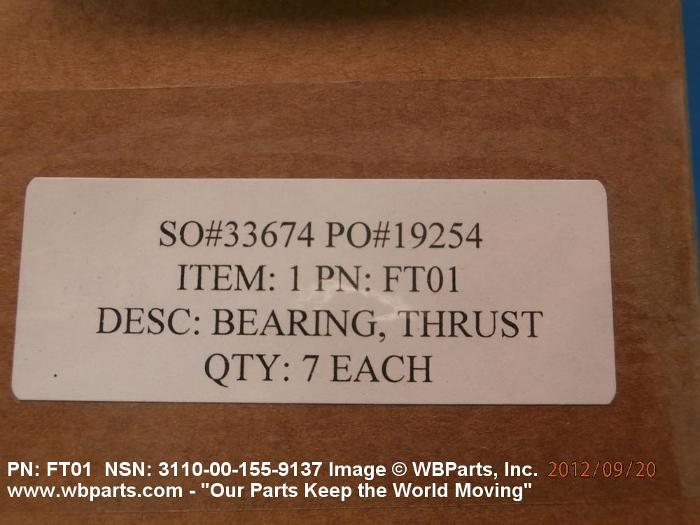 SO#33674 PO#19254
ITEM: 1 PN: FT01
DESC: BEARING, THRUST
QTY: 7 EACH
PN: FT01 NSN: 3110-00-155-9137 Image © WBParts, Inc. 2012/09/20
www.wbparts.com - "Our Parts Keep the World Moving"